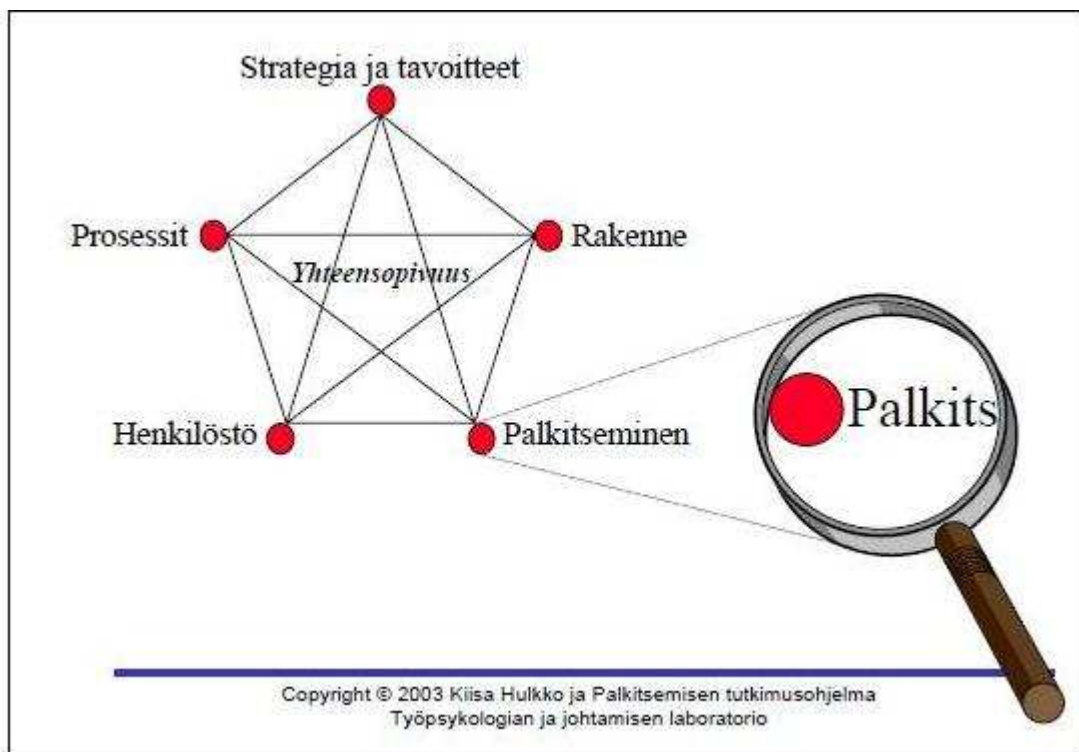 Strategia ja tavoitteet
Prosessit
Rakenne
Yhteensopivuus
Henkilöstö
Palkitseminen
Palkits
Copyright © 2003 Kiisa Hulkko ja Palkitsemisen tutkimusohjelma
Työpsykologian ja johtamisen laboratorio